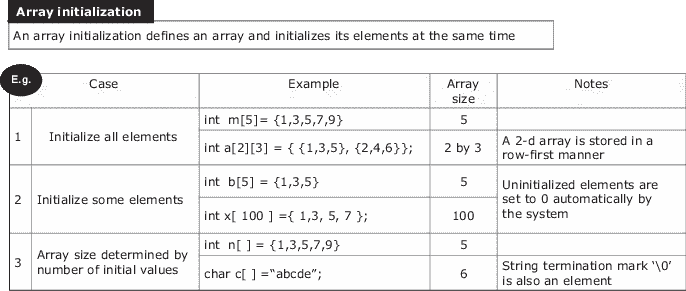 Array initialization
An array initialization defines an array and initializes its elements at the same time
E.g.
Case
Example
Array
size
Notes
1
Initialize all elements
int m[5]= {1,3,5,7,9}
5
int a[2][3] = { {1,3,5}, {2,4,6}};
2 by 3
A 2-d array is stored in a
row-first manner
2
Initialize some elements
int b[5] = {1,3,5}
5
int x[ 100 ] ={ 1,3, 5, 7 };
100
Uninitialized elements are
set to 0 automatically by
the system
3
Array size determined by
number of initial values
int n[ ] = {1,3,5,7,9}
5
char c[ ] =“abcde”;
6
String termination mark ‘\0’
is also an element